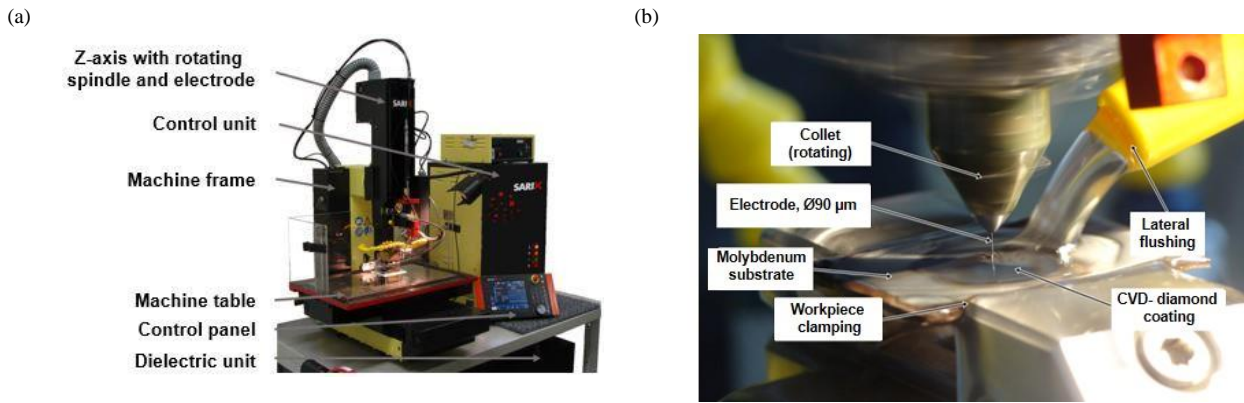 (a)
Z-axis with rotating
spindle and electrode
Control unit
Machine frame
Machine table
Control panel
Dielectric unit
SARIX
SARIX
(b)
Collet
(rotating)
Electrode, Ø90 µm
Molybdenum
substrate
Workpiece
clamping
Lateral
flushing
CVD- diamond
coating